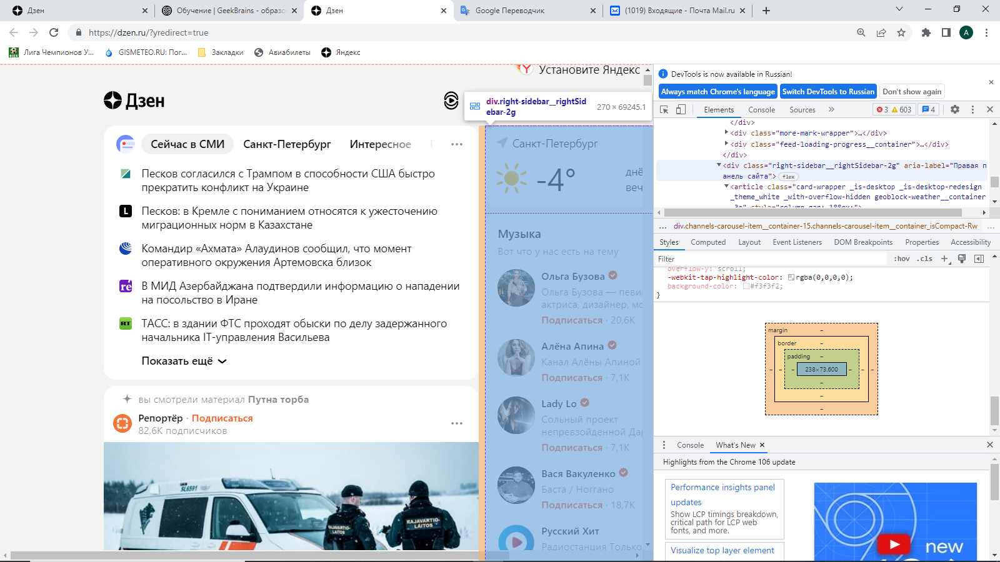 Дзен
Обучение | GeekBrains - образо
Дзен
Google Переводчик
(1019) Входящие - Почта Mail.ru
https://dzen.ru/?yredirect=true
A
Лига Чемпионов У...
GISMETEO.RU: Пог...
Закладки
Авиабилеты
Яндекс
Установите Яндекс
Дзен
div.right-sidebar__rightSid
ebar-2g
270 × 69245.1
Сейчас в СМИ
Санкт-Петербург
Интересное
Песков согласился с Трампом в способности США быстро
прекратить конфликт на Украине
Песков: в Кремле с пониманием относятся к ужесточению
миграционных норм в Казахстане
Командир «Ахмата» Алаудинов сообщил, что момент
оперативного окружения Артемовска близок
В МИД Азербайджана подтвердили информацию о нападении
на посольство в Иране
RT
ТАСС: в здании ФТС проходят обыски по делу задержанного
начальника IT-управления Васильева
Показать ещё
вы смотрели материал Путна торба
Репортёр · Подписаться
82,6K подписчиков
SL6591
RAJAVARTIO-
LAITOS
RAJAVARTIO-
LAITOS
Санкт-Петербург
-4°
днё
веч
Музыка
Вот что у нас есть на тему
Ольга Бузова
Ольга Бузова — певи
актриса, дизайнер, мо
Подписаться · 20,6K
Алёна Апина
Канал Алёны Апиной
Подписаться · 7,1K
Lady Lo
Сольный проект
непревзойденной Дар
Подписаться · 7,1K
Вася Вакуленко
Баста / Ноггано
Подписаться · 18,7K
Русский Хит
Радиостанция Только
DevTools is now available in Russian!
Always match Chrome's language
Switch DevTools to Russian
Don't show again
Elements
Console
Sources
3
603
4
</div>
<div class="more-mark-wrapper">…</div>
<div class="feed-loading-progress__container">…</div>
</div>
<div class="right-sidebar__rightSidebar-2g" aria-label="Правая п
анель сайта"> flex
<article class="card-wrapper _is-desktop _is-desktop-redesign
_theme_white _with-overflow-hidden geoblock-weather__container
... div.channels-carousel-item__container-15.channels-carousel-item__container_isCompact-Rw ...
Styles
Computed
Layout
Event Listeners
DOM Breakpoints
Properties
Accessibility
Filter
:hov
.cls
overflow-y: scroll;
-webkit-tap-highlight-color: rgba(0,0,0,0);
background-color: #f3f3f2;
}
margin
–
border
–
padding
–
– – – 238×73.600 – – –
–
–
–
Console
What's New
Highlights from the Chrome 106 update
Performance insights panel
updates
Show LCP timings breakdown,
critical path for LCP web
fonts, and more.
Visualize top layer element
new